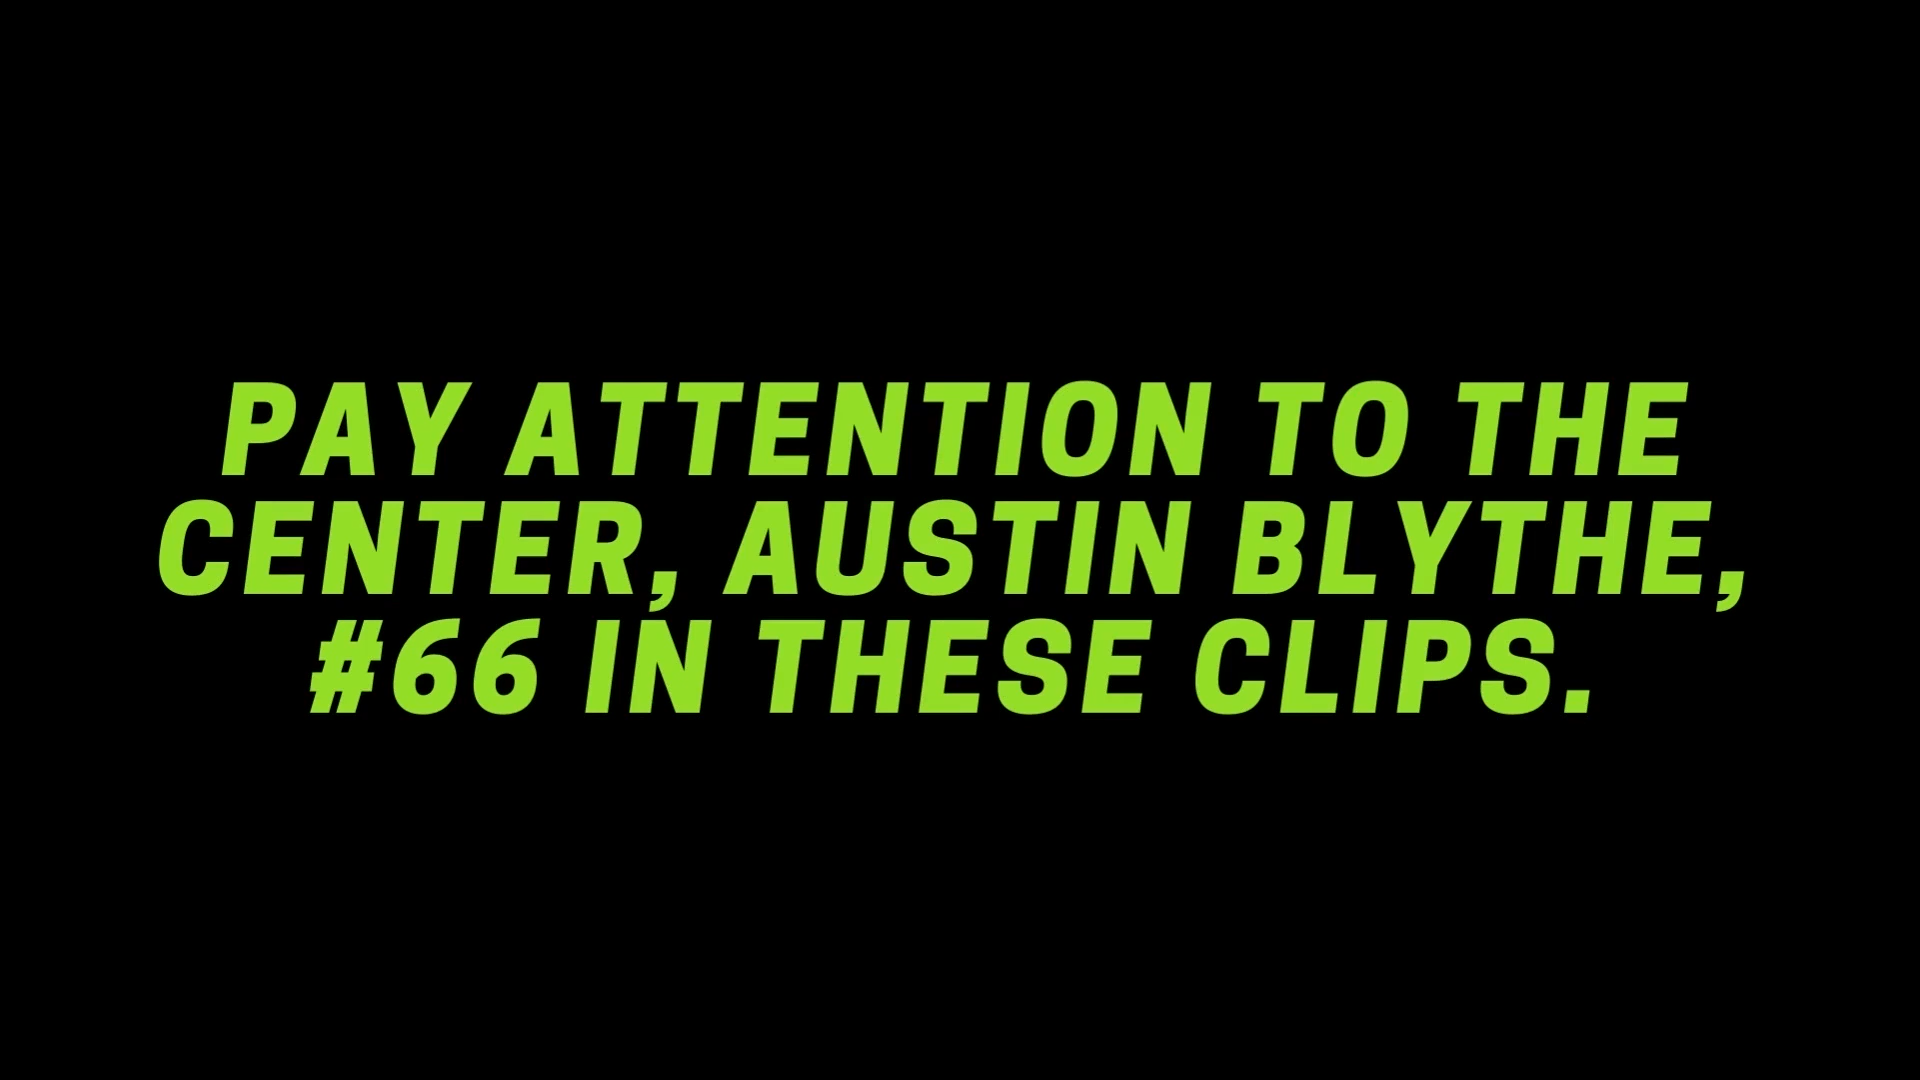 PAY ATTENTION TO THE
CENTER, AUSTIN BLYTHE,
#66 IN THESE CLIPS.